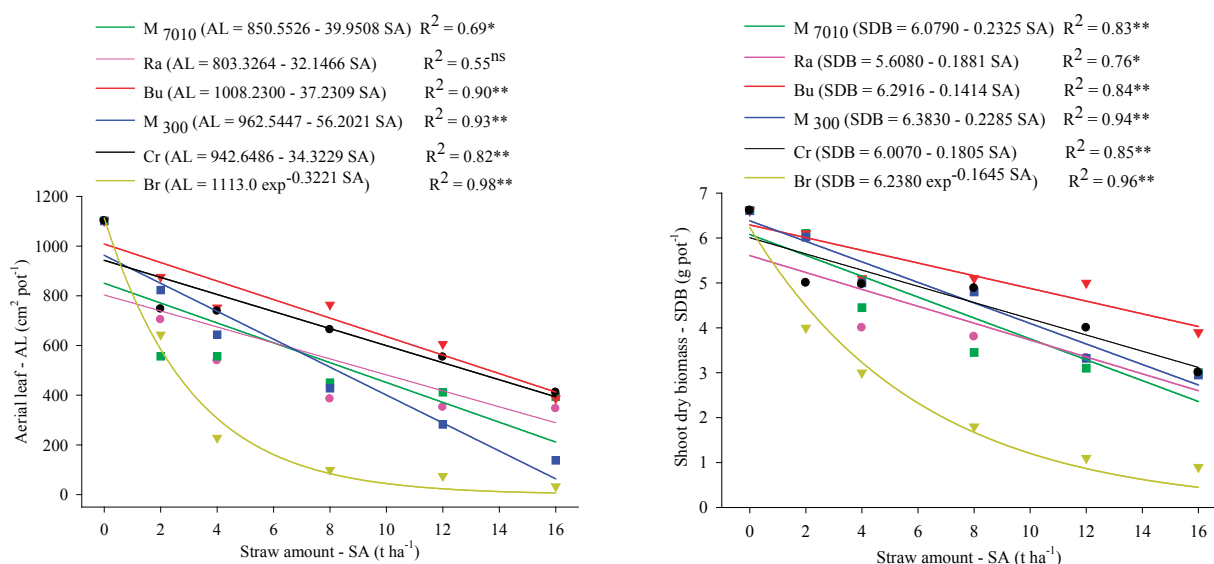 M 7010 (AL = 850.5526 - 39.9508 SA) R² = 0.69*
Ra (AL = 803.3264 - 32.1466 SA) R² = 0.55ⁿˢ
Bu (AL = 1008.2300 - 37.2309 SA) R² = 0.90**
M 300 (AL = 962.5447 - 56.2021 SA) R² = 0.93**
Cr (AL = 942.6486 - 34.3229 SA) R² = 0.82**
Br (AL = 1113.0 exp-0.3221 SA) R² = 0.98**
1200
1000
800
600
400
200
0
Aerial leaf - AL (cm² pot⁻¹)
0 2 4 6 8 10 12 14 16
Straw amount - SA (t ha⁻¹)
M 7010 (SDB = 6.0790 - 0.2325 SA) R² = 0.83**
Ra (SDB = 5.6080 - 0.1881 SA) R² = 0.76*
Bu (SDB = 6.2916 - 0.1414 SA) R² = 0.84**
M 300 (SDB = 6.3830 - 0.2285 SA) R² = 0.94**
Cr (SDB = 6.0070 - 0.1805 SA) R² = 0.85**
Br (SDB = 6.2380 exp-0.1645 SA) R² = 0.96**
7
6
5
4
3
2
1
0
Shoot dry biomass - SDB (g pot⁻¹)
0 2 4 6 8 10 12 14 16
Straw amount - SA (t ha⁻¹)